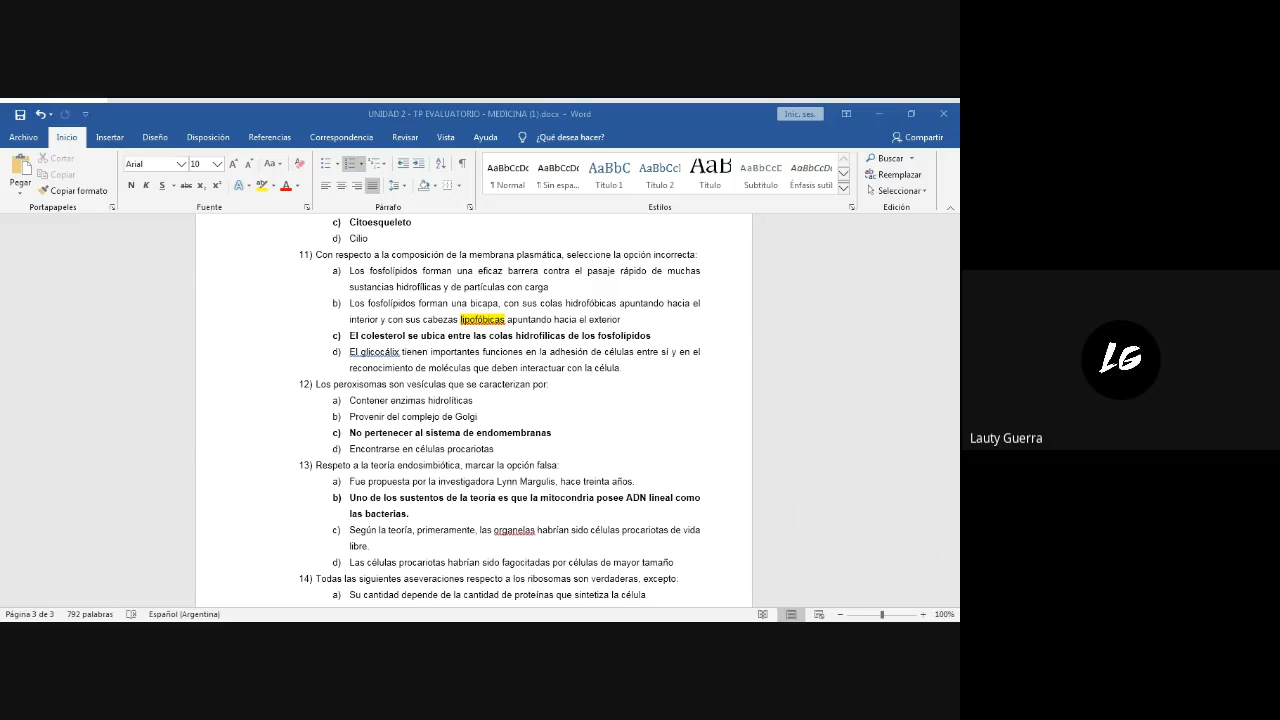 UNIDAD 2 - TP EVALUATORIO - MEDICINA (1).docx - Word
Inic. ses.
Archivo Inicio Insertar Diseño Disposición Referencias Correspondencia Revisar Vista Ayuda ¿Qué desea hacer? Compartir
Pegar
Cortar
Copiar
Copiar formato
Portapapeles
Arial 10
Fuente
Párrafo
AaBbCcDc AaBbCcDc AaBbC AaBbCcI AaB AaBbCcD AaBbCcDc
¶ Normal ¶ Sin espa... Título 1 Título 2 Título Subtítulo Énfasis sutil
Estilos
Buscar
Reemplazar
Seleccionar
Edición
c) Citoesqueleto
d) Cilio
11) Con respecto a la composición de la membrana plasmática, seleccione la opción incorrecta:
a) Los fosfolípidos forman una eficaz barrera contra el pasaje rápido de muchas
sustancias hidrofílicas y de partículas con carga
b) Los fosfolípidos forman una bicapa, con sus colas hidrofóbicas apuntando hacia el
interior y con sus cabezas lipofóbicas apuntando hacia el exterior
c) El colesterol se ubica entre las colas hidrofílicas de los fosfolípidos
d) El glicocálix tienen importantes funciones en la adhesión de células entre sí y en el
reconocimiento de moléculas que deben interactuar con la célula.
12) Los peroxisomas son vesículas que se caracterizan por:
a) Contener enzimas hidrolíticas
b) Provenir del complejo de Golgi
c) No pertenecer al sistema de endomembranas
d) Encontrarse en células procariotas
13) Respeto a la teoría endosimbiótica, marcar la opción falsa:
a) Fue propuesta por la investigadora Lynn Margulis, hace treinta años.
b) Uno de los sustentos de la teoría es que la mitocondria posee ADN lineal como
las bacterias.
c) Según la teoría, primeramente, las organelas habrían sido células procariotas de vida
libre.
d) Las células procariotas habrían sido fagocitadas por células de mayor tamaño
14) Todas las siguientes aseveraciones respecto a los ribosomas son verdaderas, excepto:
a) Su cantidad depende de la cantidad de proteínas que sintetiza la célula
Página 3 de 3 792 palabras Español (Argentina) 100%
LG
Lauty Guerra